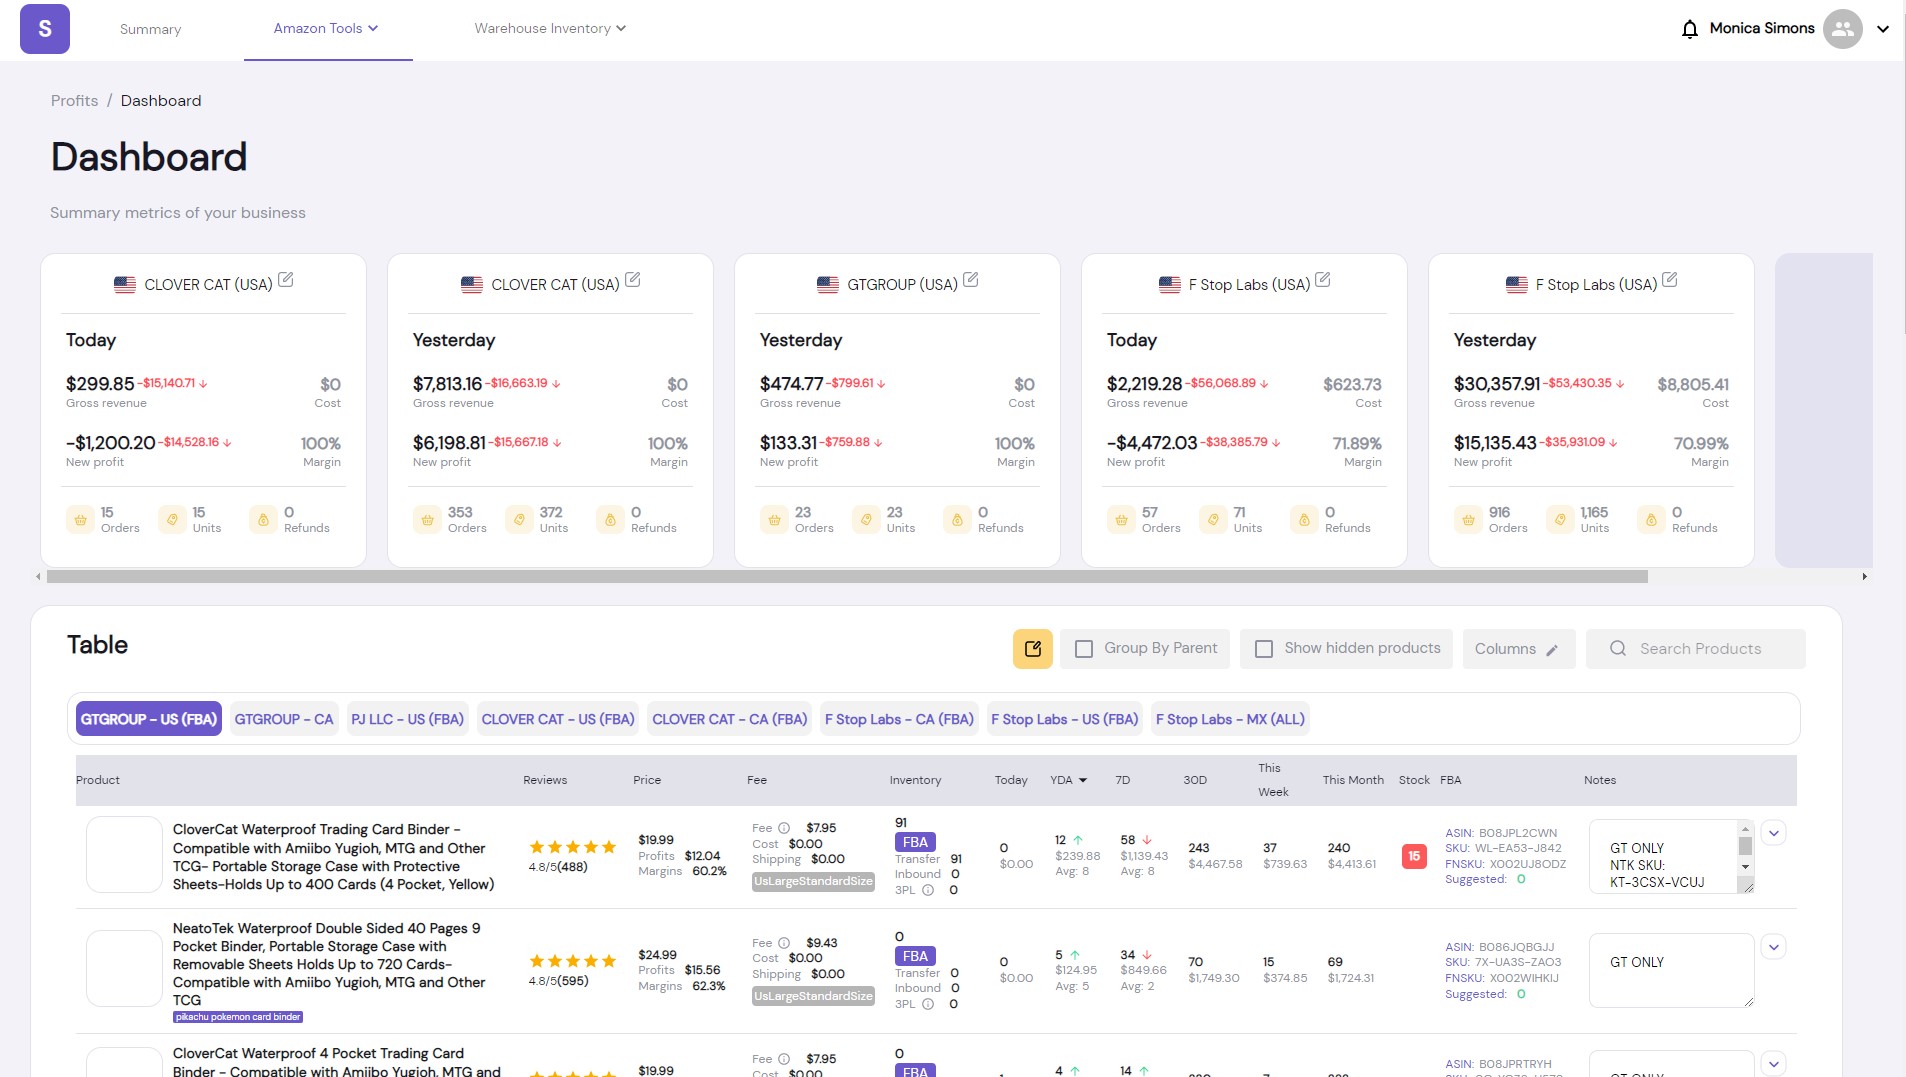 S Summary Amazon Tools Warehouse Inventory Monica Simons
Profits / Dashboard
Dashboard
Summary metrics of your business
CLOVER CAT (USA)
Today
$299.85 -$15,140.71 ↓ $0
Gross revenue Cost
-$1,200.20 -$14,528.16 ↓ 100%
New profit Margin
15 Orders 15 Units 0 Refunds
CLOVER CAT (USA)
Yesterday
$7,813.16 -$16,663.19 ↓ $0
Gross revenue Cost
$6,198.81 -$15,667.18 ↓ 100%
New profit Margin
353 Orders 372 Units 0 Refunds
GTGROUP (USA)
Yesterday
$474.77 -$799.61 ↓ $0
Gross revenue Cost
$133.31 -$759.88 ↓ 100%
New profit Margin
23 Orders 23 Units 0 Refunds
F Stop Labs (USA)
Today
$2,219.28 -$56,068.89 ↓ $623.73
Gross revenue Cost
-$4,472.03 -$38,385.79 ↓ 71.89%
New profit Margin
57 Orders 71 Units 0 Refunds
F Stop Labs (USA)
Yesterday
$30,357.91 -$53,430.35 ↓ $8,805.41
Gross revenue Cost
$15,135.43 -$35,931.09 ↓ 70.99%
New profit Margin
916 Orders 1,165 Units 0 Refunds
Table Group By Parent Show hidden products Columns Search Products
GTGROUP - US (FBA) GTGROUP - CA PJ LLC - US (FBA) CLOVER CAT - US (FBA) CLOVER CAT - CA (FBA) F Stop Labs - CA (FBA) F Stop Labs - US (FBA) F Stop Labs - MX (ALL)
Product Reviews Price Fee Inventory Today YDA 7D 30D This Week This Month Stock FBA Notes
CloverCat Waterproof Trading Card Binder -
Compatible with Amiibo Yugioh, MTG and Other
TCG- Portable Storage Case with Protective
Sheets-Holds Up to 400 Cards (4 Pocket, Yellow)
4.8/5(488)
$19.99
Profits $12.04
Margins 60.2%
Fee $7.95
Cost $0.00
Shipping $0.00
UsLargeStandardSize
91
FBA
Transfer 91
Inbound 0
3PL 0
0
$0.00
12 ↑
$239.88
Avg: 8
58 ↓
$1,139.43
Avg: 8
243
$4,467.58
37
$739.63
240
$4,413.61
15
ASIN: B08JPL2CWN
SKU: WL-EA53-J842
FNSKU: X002UJ8ODZ
Suggested: 0
GT ONLY
NTK SKU:
KT-3CSX-VCUJ
NeatoTek Waterproof Double Sided 40 Pages 9
Pocket Binder, Portable Storage Case with
Removable Sheets Holds Up to 720 Cards-
Compatible with Amiibo Yugioh, MTG and Other
TCG
pikachu pokemon card binder
4.8/5(595)
$24.99
Profits $15.56
Margins 62.3%
Fee $9.43
Cost $0.00
Shipping $0.00
UsLargeStandardSize
0
FBA
Transfer 0
Inbound 0
3PL 0
0
$0.00
5 ↑
$124.95
Avg: 5
34 ↓
$849.66
Avg: 2
70
$1,749.30
15
$374.85
69
$1,724.31
ASIN: B086JQBGJJ
SKU: 7X-UA3S-ZAO3
FNSKU: X002WIHKIJ
Suggested: 0
GT ONLY
CloverCat Waterproof 4 Pocket Trading Card
Binder - Compatible with Amiibo Yugioh, MTG and
$19.99
Fee $7.95
Cost $0.00
0
FBA
4 ↑
14 ↑
ASIN: B08JPRTRYH